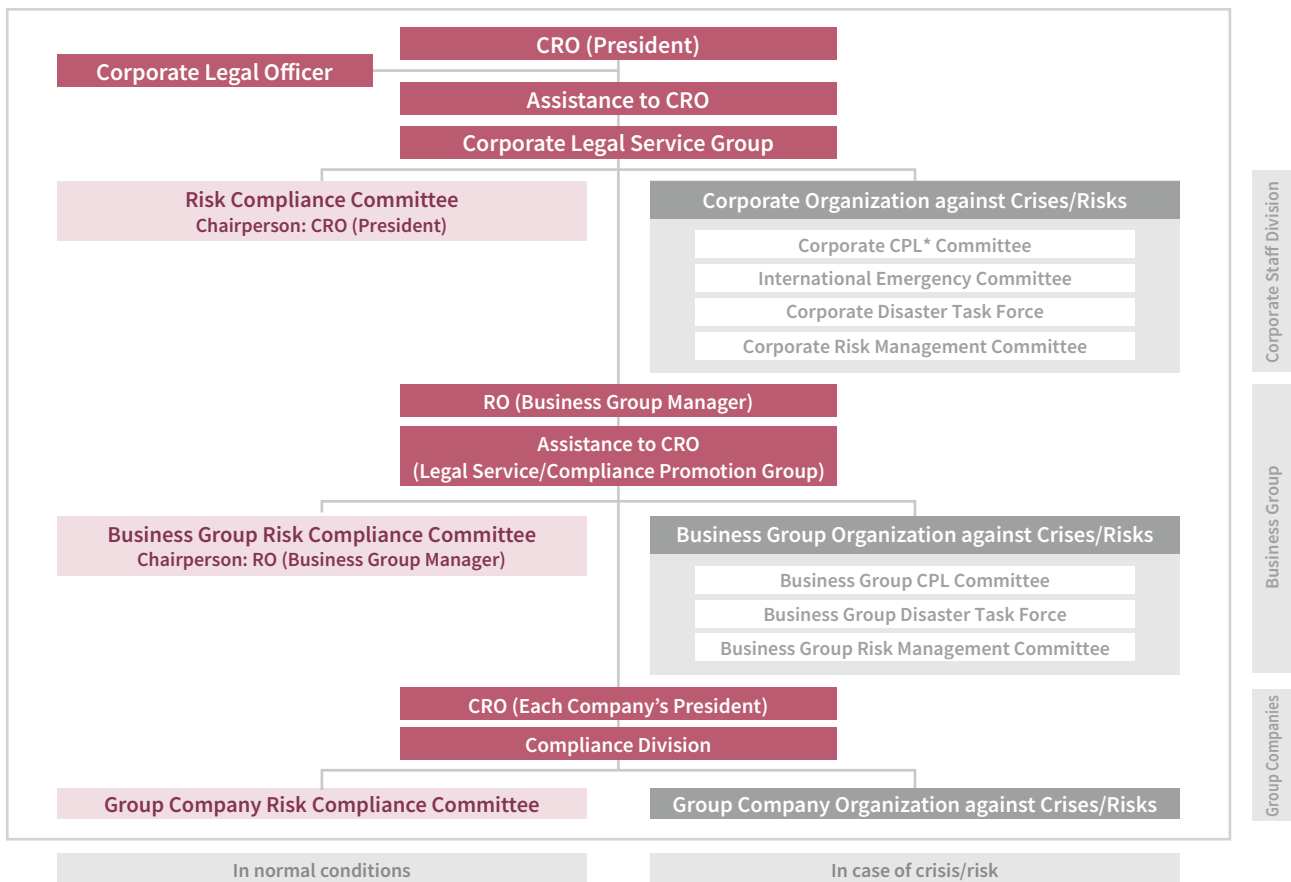 CRO (President)
Corporate Legal Officer
Assistance to CRO
Corporate Legal Service Group
Risk Compliance Committee
Chairperson: CRO (President)
Corporate Organization against Crises/Risks
Corporate CPL* Committee
International Emergency Committee
Corporate Disaster Task Force
Corporate Risk Management Committee
Corporate Staff Division
RO (Business Group Manager)
Assistance to CRO
(Legal Service/Compliance Promotion Group)
Business Group Risk Compliance Committee
Chairperson: RO (Business Group Manager)
Business Group Organization against Crises/Risks
Business Group CPL Committee
Business Group Disaster Task Force
Business Group Risk Management Committee
Business Group
CRO (Each Company’s President)
Compliance Division
Group Company Risk Compliance Committee
Group Company Organization against Crises/Risks
Group Companies
In normal conditions
In case of crisis/risk